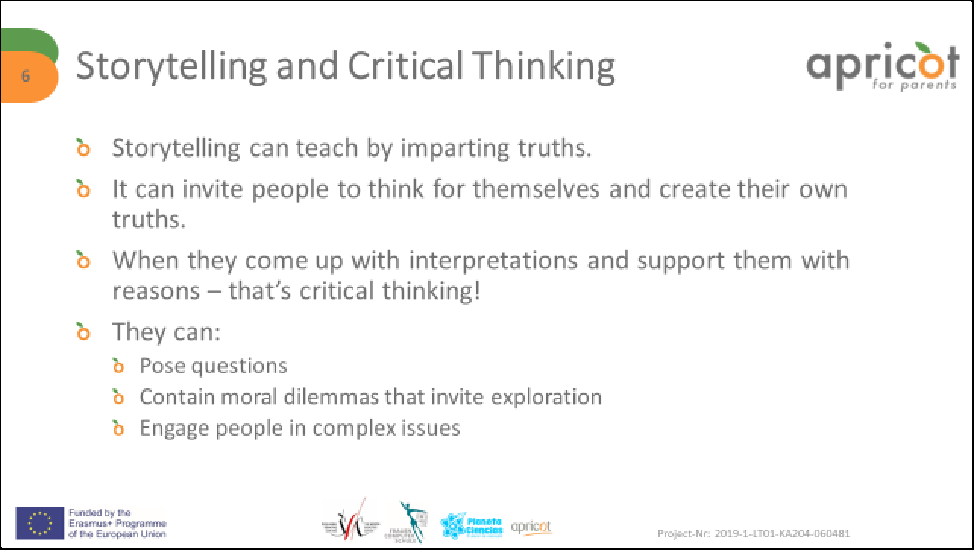 6
Storytelling and Critical Thinking
apricot
for parents
Storytelling can teach by imparting truths.
It can invite people to think for themselves and create their own
truths.
When they come up with interpretations and support them with
reasons – that's critical thinking!
They can:
Pose questions
Contain moral dilemmas that invite exploration
Engage people in complex issues
Funded by the
Erasmus+ Programme
of the European Union
Planeta
Ciencias
apricot
Project-Nr: 2019-1-LT01-KA204-060481